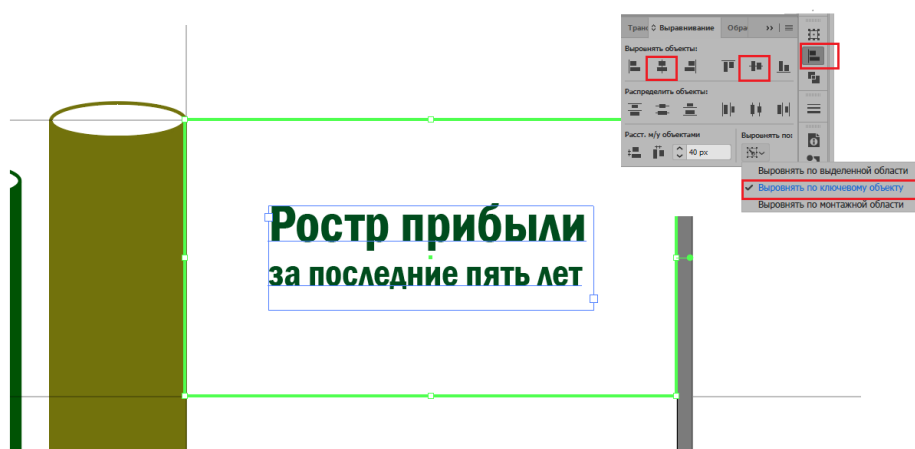 Транс
Выравнивание
Обра
Выровнять объекты:
Распределить объекты:
Расст. м/у объектами
Выровнять по:
40 px
Выровнять по выделенной области
Выровнять по ключевому объекту
Выровнять по монтажной области
Ростр прибыли
за последние пять лет